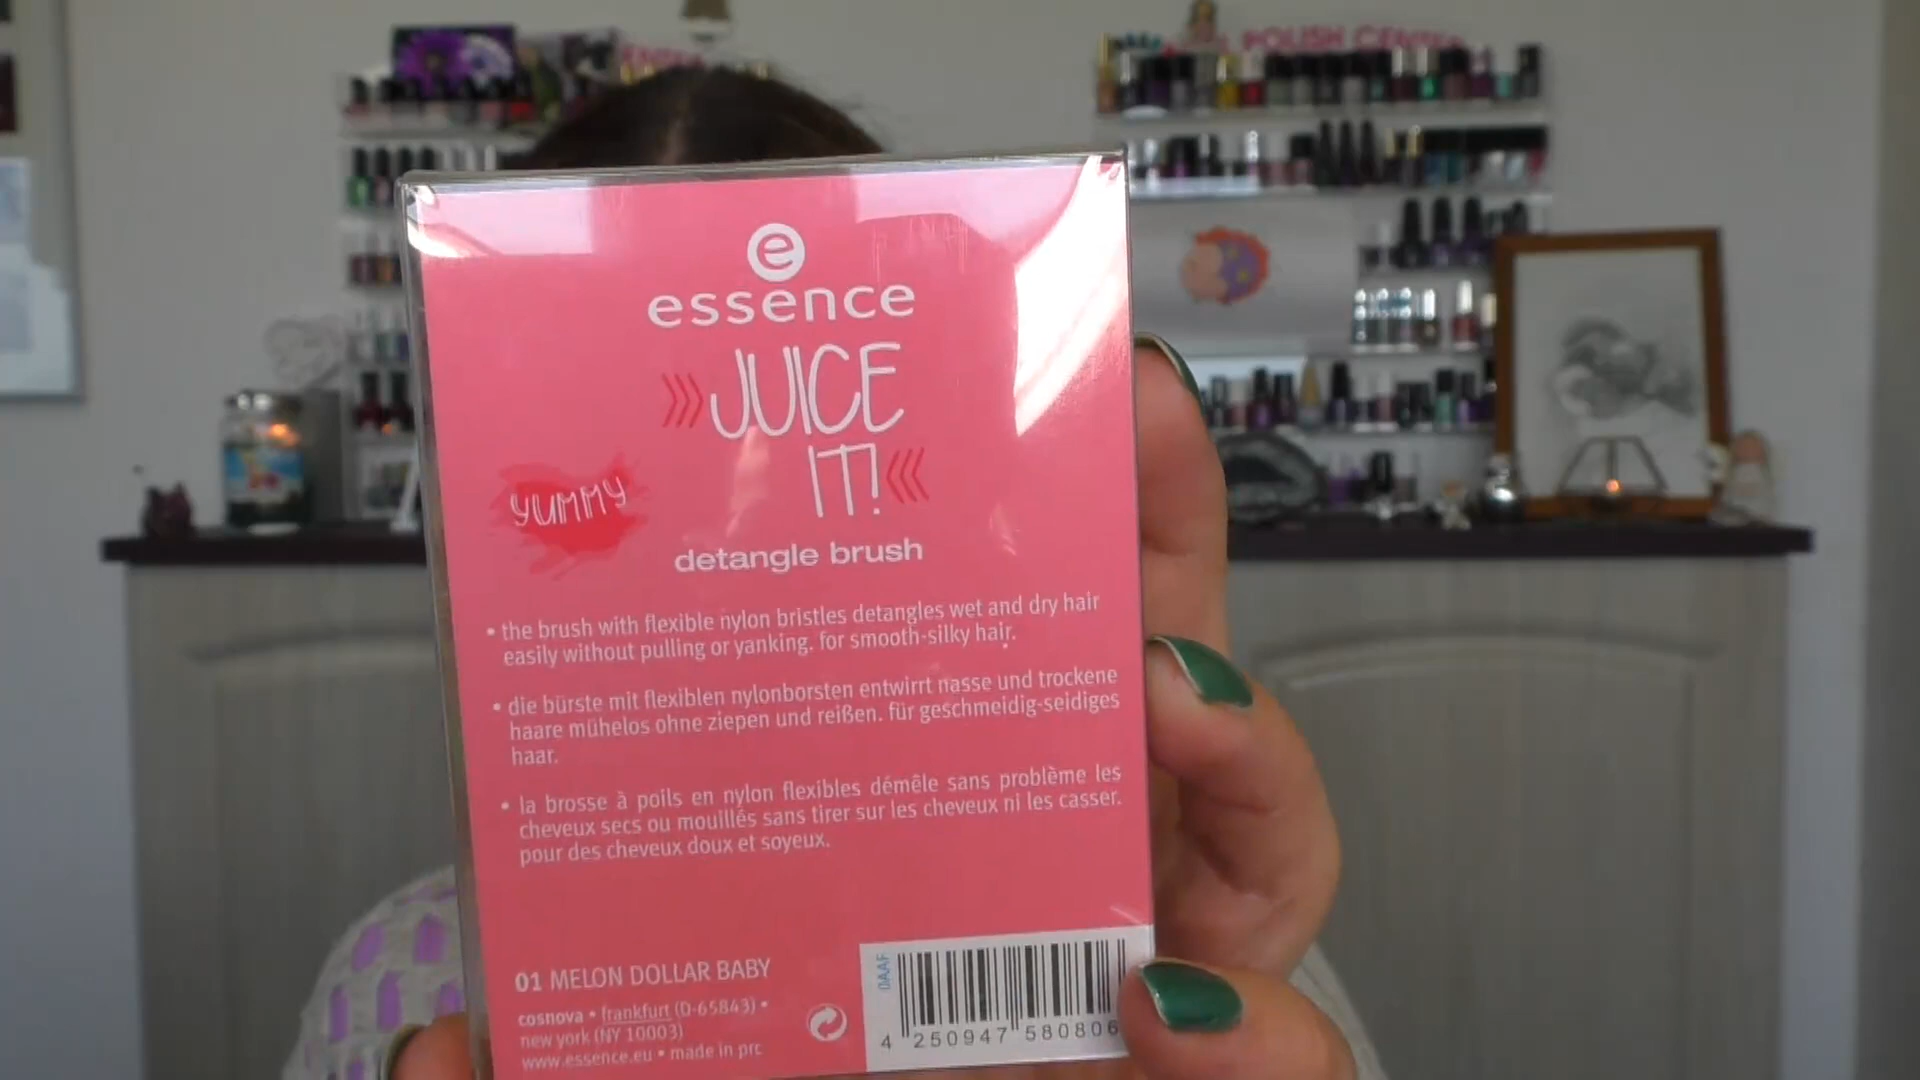 POLISH CENTER
e
essence
JUICE
IT!
YUMMY
detangle brush
• the brush with flexible nylon bristles detangles wet and dry hair
easily without pulling or yanking. for smooth-silky hair.
• die bürste mit flexiblen nylonborsten entwirrt nasse und trockene
haare mühelos ohne ziepen und reißen. für geschmeidig-seidiges
haar.
• la brosse à poils en nylon flexibles démêle sans problème les
cheveux secs ou mouillés sans tirer sur les cheveux ni les casser.
pour des cheveux doux et soyeux.
01 MELON DOLLAR BABY
cosnova • frankfurt (D-65843) •
new york (NY 10003)
www.essence.eu • made in prc
0AAF
4 250947 580806